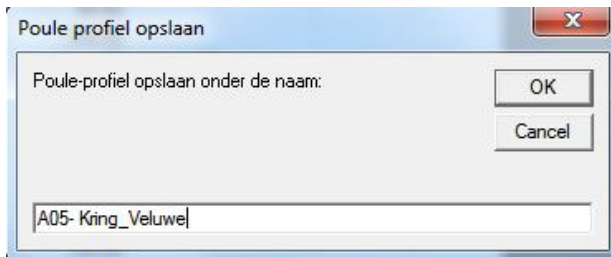 Poule profiel opslaan
Poule-profiel opslaan onder de naam:
OK
Cancel
A05- Kring_Veluwe